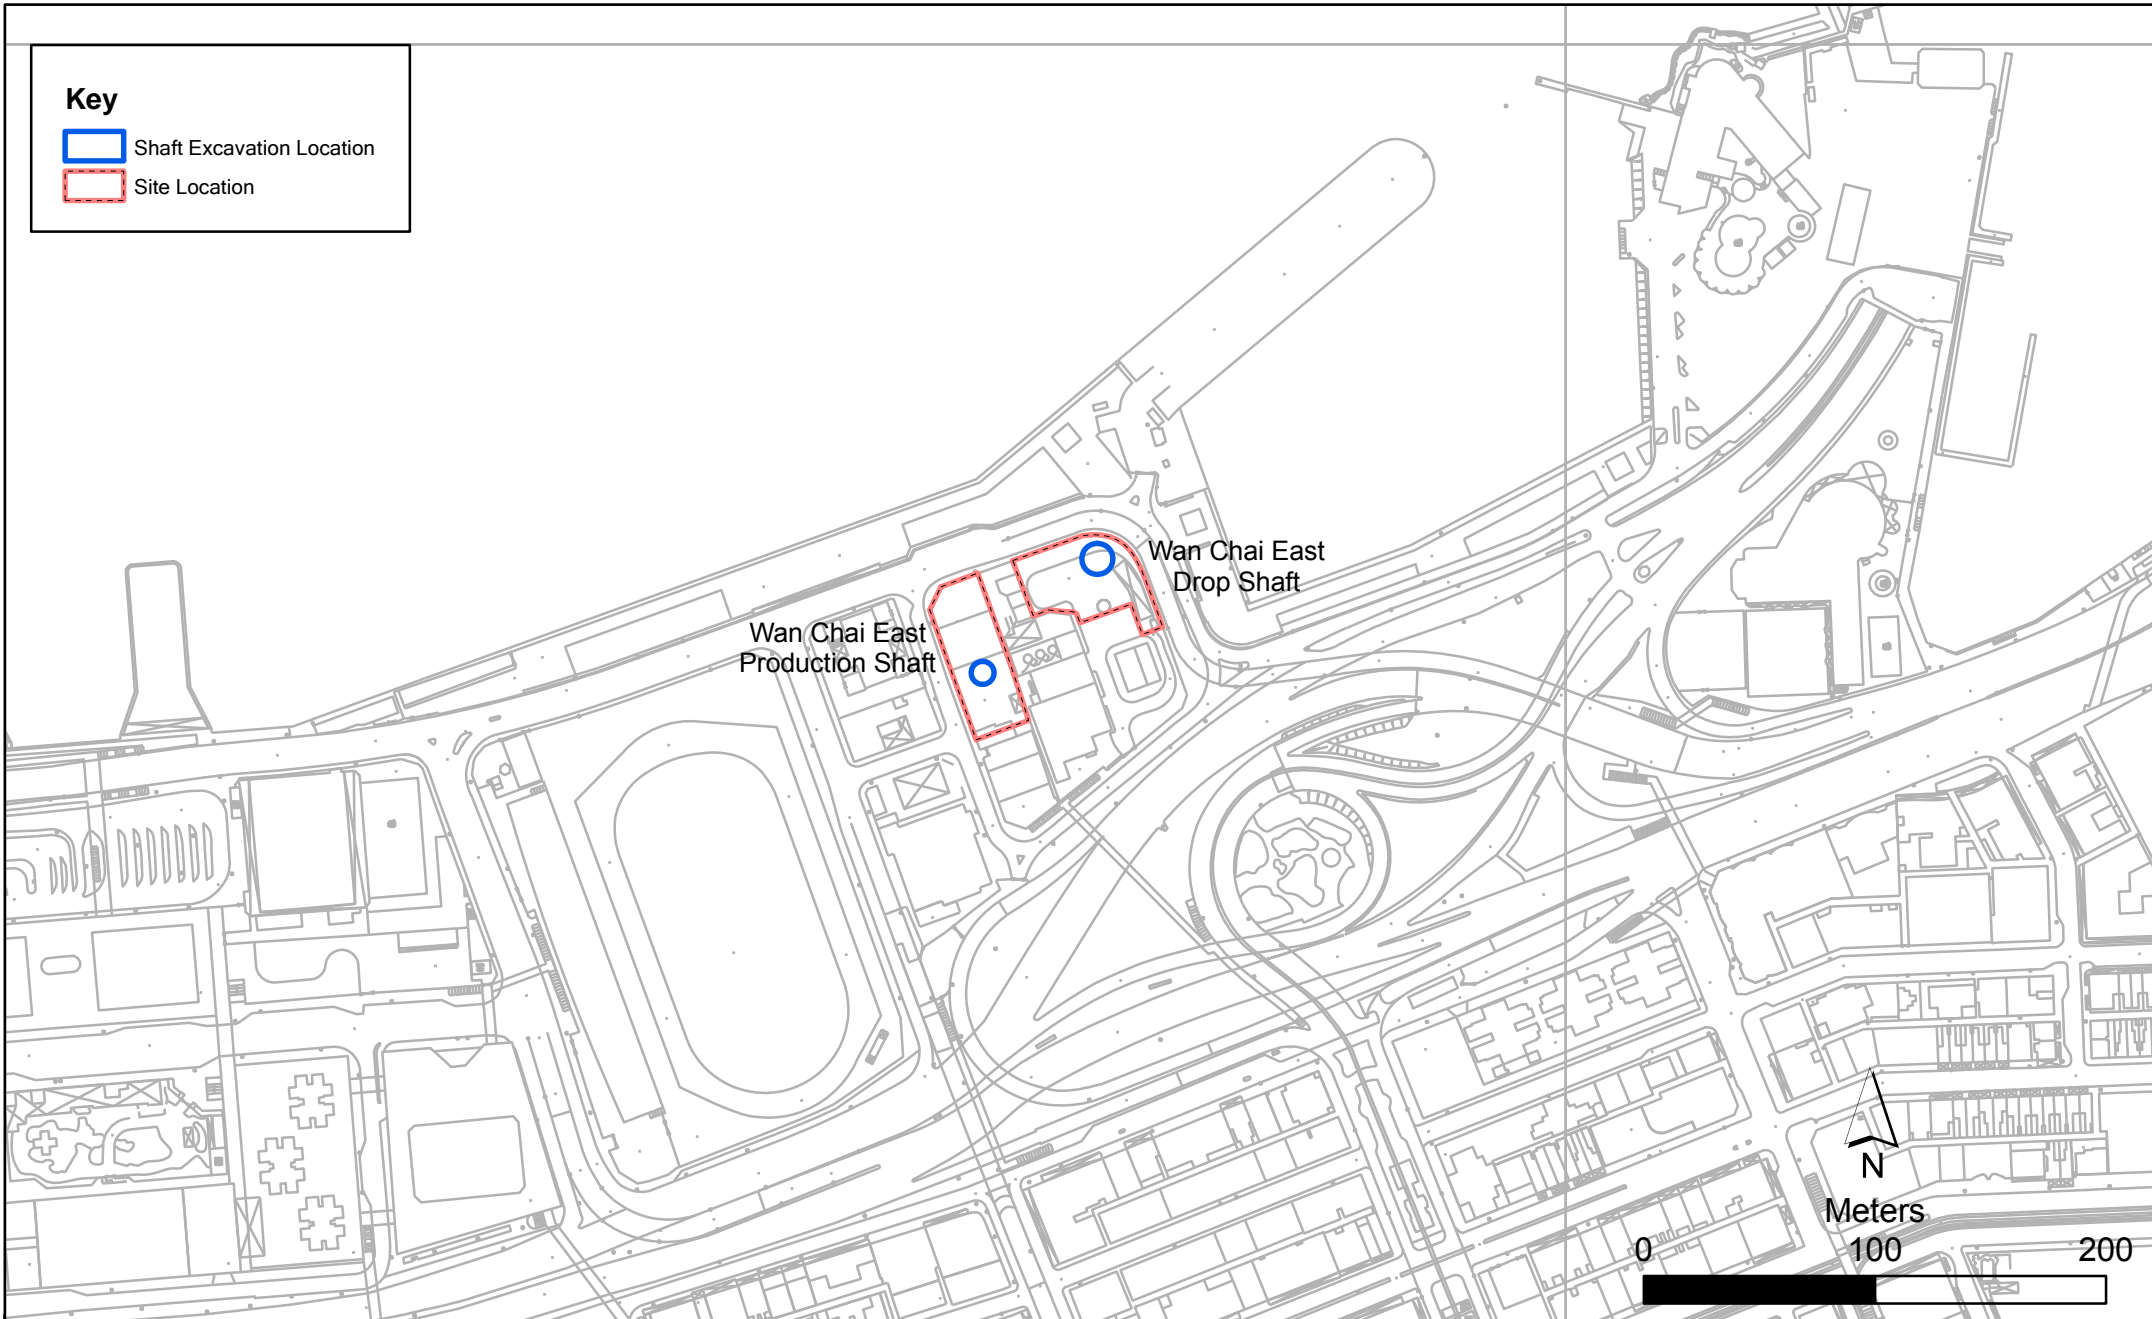 Key
Shaft Excavation Location
Site Location
Wan Chai East
Drop Shaft
Wan Chai East
Production Shaft
N
Meters
0 100 200